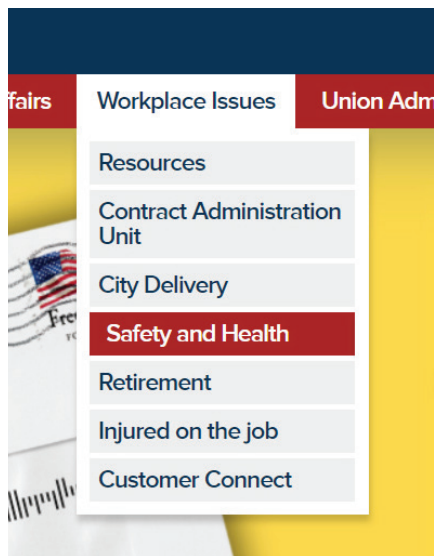 ffairs
Workplace Issues
Union Adm
Resources
Contract Administration
Unit
City Delivery
Safety and Health
Retirement
Injured on the job
Customer Connect